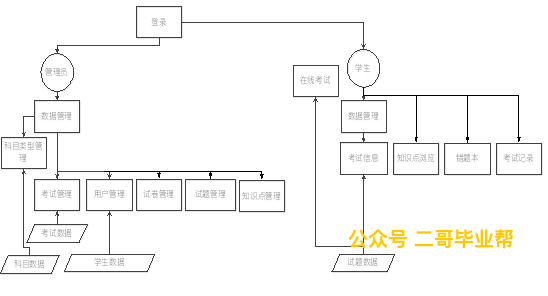 登录
管理员
学生
在线考试
数据管理
数据管理
科目类型管
理
考试信息
知识点浏览
错题本
考试记录
考试管理
用户管理
试卷管理
试题管理
知识点管理
考试数据
公众号 二哥毕业帮
科目数据
学生数据
试题数据